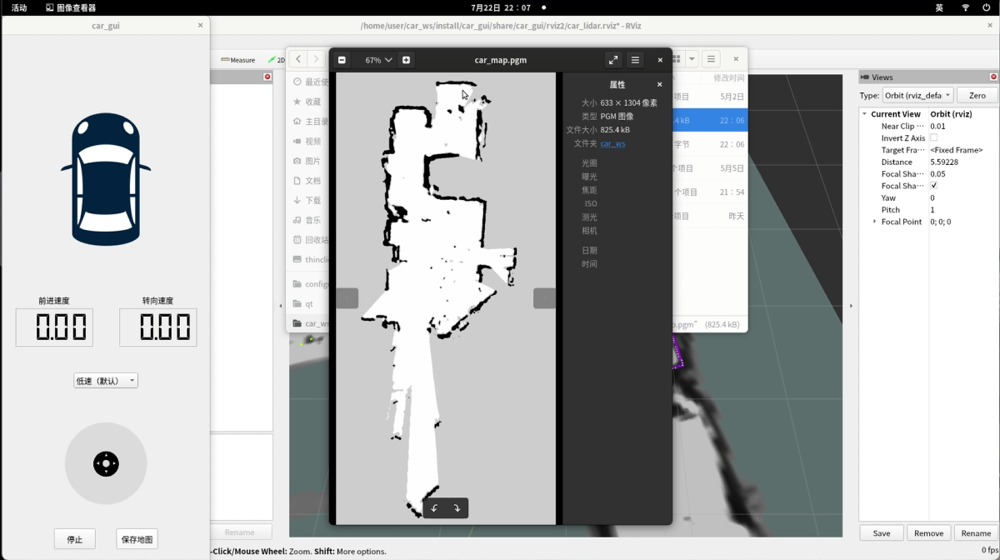 活动
图像查看器
7月22日 22：07
英
car_gui
/home/user/car_ws/install/car_gui/share/car_gui/rviz2/car_lidar.rviz* - RViz
前进速度
转向速度
0.00
0.00
低速（默认）
停止
保存地图
Measure
2D
Rename
-Click/Mouse Wheel: Zoom. Shift: More options.
最近使
收藏
主目录
视频
图片
文档
下载
音乐
回收站
thincli
config
qt
car_ws
67%
car_map.pgm
属性
大小 633 × 1304 像素
类型 PGM 图像
文件大小 825.4 kB
文件夹 car_ws
光圈
曝光
焦距
ISO
测光
相机
日期
时间
修改时间
项目 5月2日
.4 kB 22：06
字节 22：06
个项目 5月5日
个项目 21：54
项目 昨天
o.pgm" (825.4 kB)
Views
Type: Orbit (rviz_defau
Zero
Current View Orbit (rviz)
Near Clip ··· 0.01
Invert Z Axis
Target Fra··· <Fixed Frame>
Distance 5.59228
Focal Sha··· 0.05
Focal Sha···
Yaw 0
Pitch 1
Focal Point 0; 0; 0
Save
Remove
Rename
0 fps